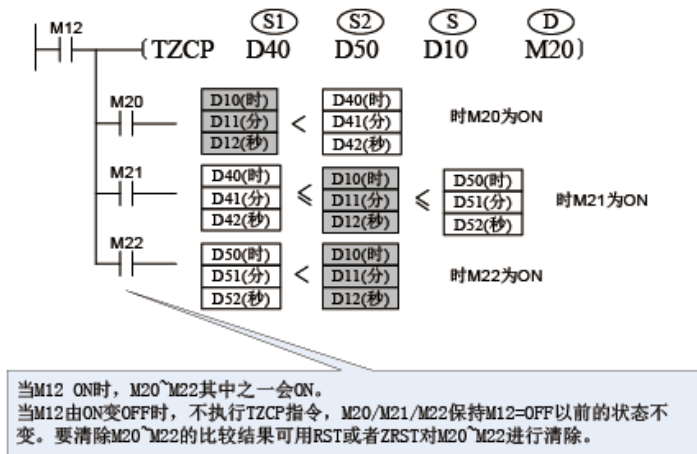 S1 S2 S D
M12 (TZCP D40 D50 D10 M20)
M20 D10(时) < D40(时) 时M20为ON
D11(分) D41(分)
D12(秒) D42(秒)
M21 D40(时) ≤ D10(时) ≤ D50(时) 时M21为ON
D41(分) D11(分) D51(分)
D42(秒) D12(秒) D52(秒)
M22 D50(时) < D10(时) 时M22为ON
D51(分) D11(分)
D52(秒) D12(秒)
当M12 ON时，M20~M22其中之一会ON。
当M12由ON变OFF时，不执行TZCP指令，M20/M21/M22保持M12=OFF以前的状态不
变。要清除M20~M22的比较结果可用RST或者ZRST对M20~M22进行清除。